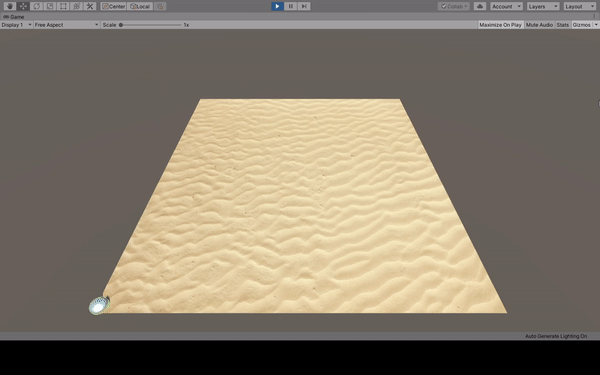 Center Local Collab Account Layers Layout
Game
Display 1 Free Aspect Scale 1x Maximize On Play Mute Audio Stats Gizmos
Auto Generate Lighting On